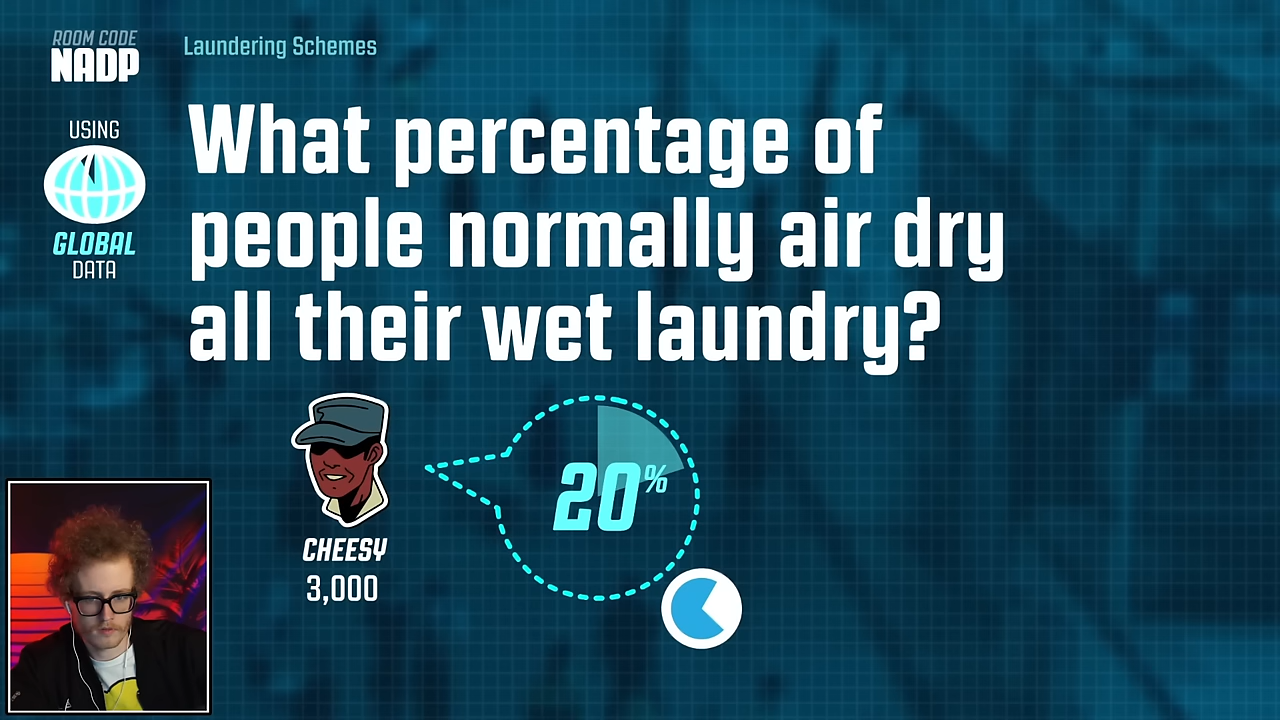 ROOM CODE
NADP
Laundering Schemes
USING
GLOBAL
DATA
What percentage of
people normally air dry
all their wet laundry?
20%
CHEESY
3,000